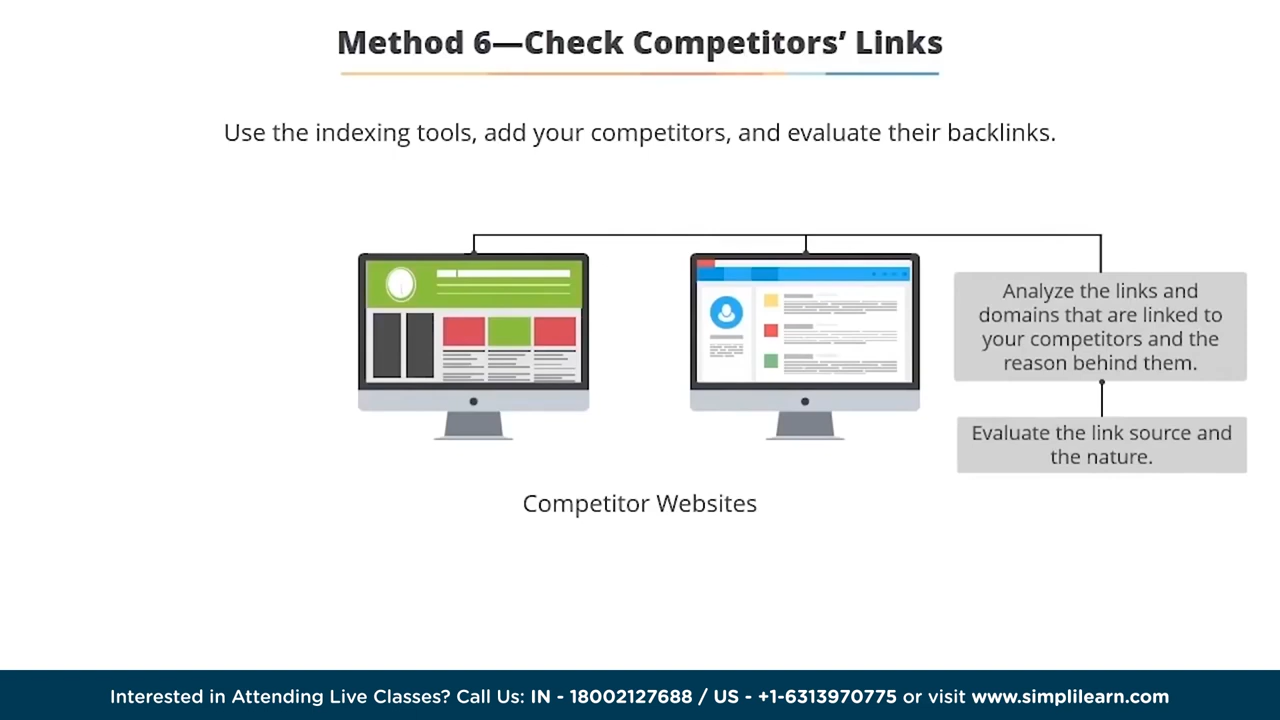 Method 6—Check Competitors’ Links
Use the indexing tools, add your competitors, and evaluate their backlinks.
Analyze the links and
domains that are linked to
your competitors and the
reason behind them.
Evaluate the link source and
the nature.
Competitor Websites
Interested in Attending Live Classes? Call Us: IN - 18002127688 / US - +1-6313970775 or visit www.simplilearn.com